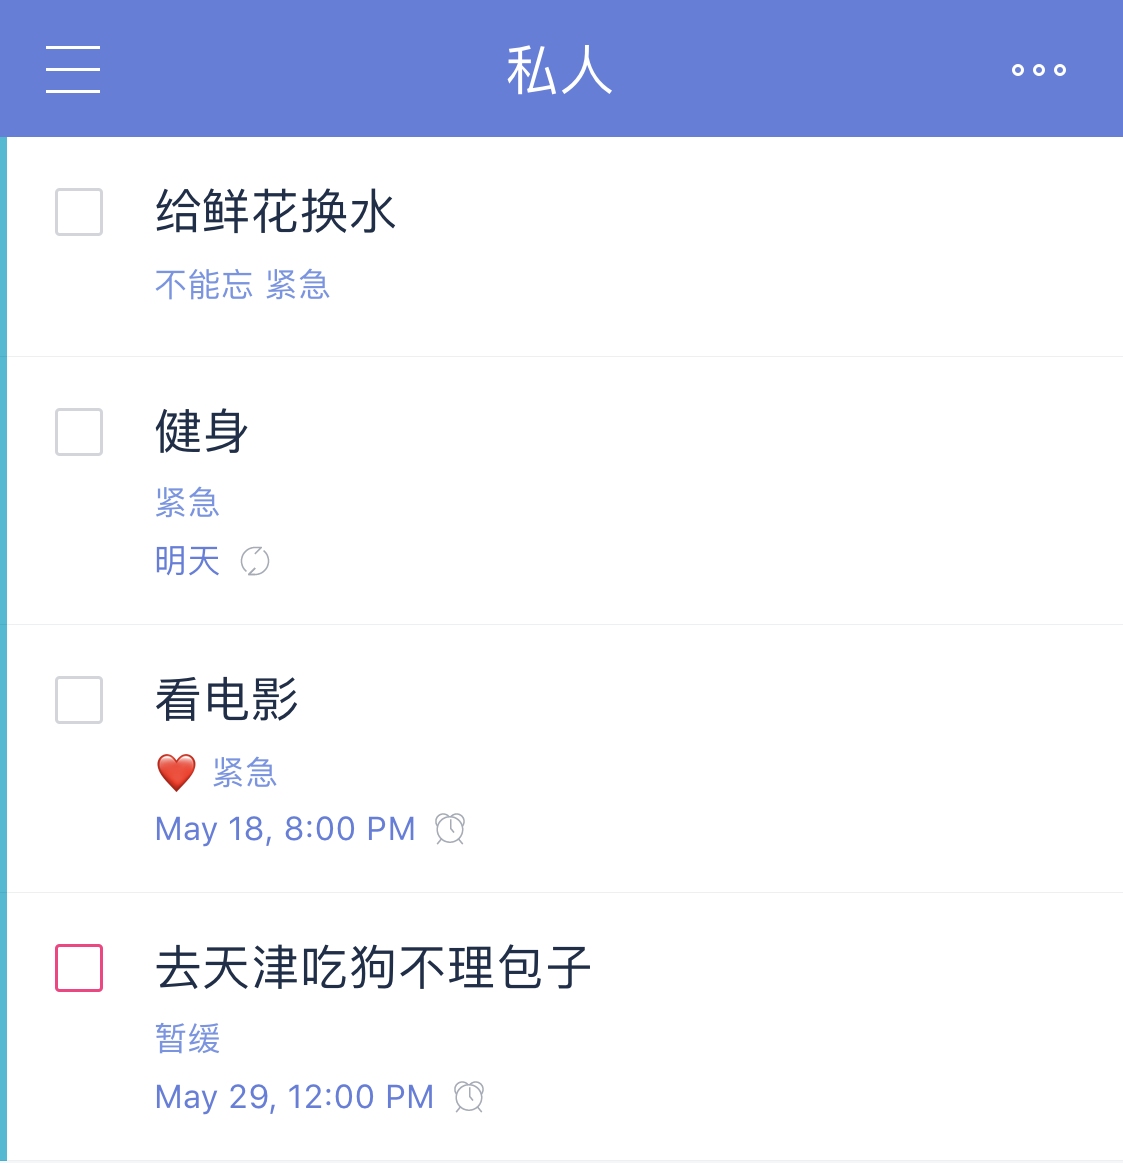 私人
给鲜花换水
不能忘 紧急
健身
紧急
明天
看电影
❤️ 紧急
May 18, 8:00 PM
去天津吃狗不理包子
暂缓
May 29, 12:00 PM